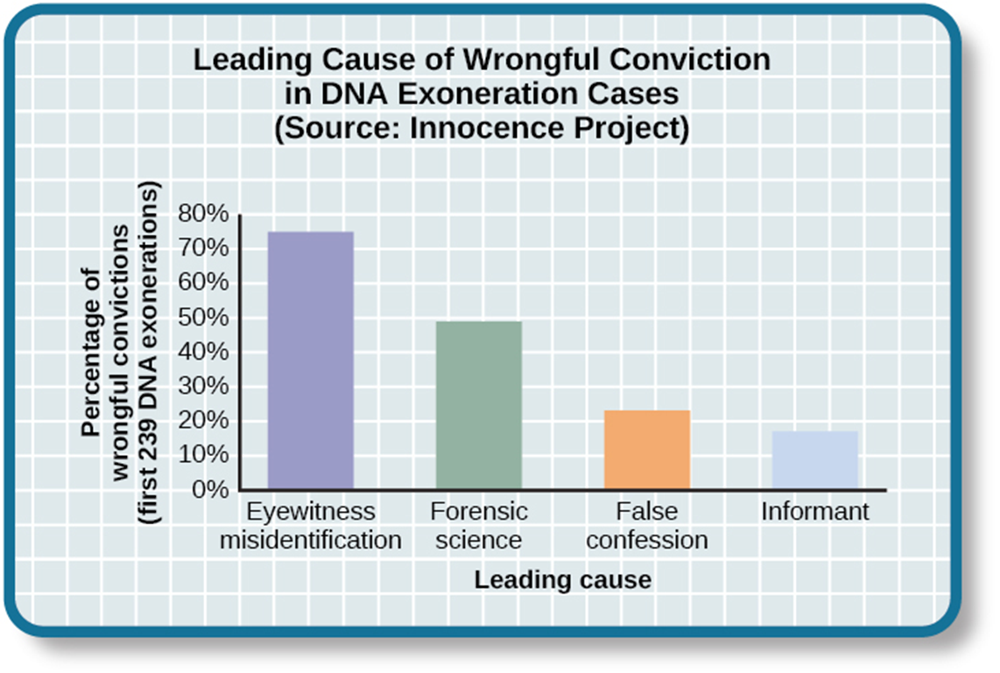 Leading Cause of Wrongful Conviction
in DNA Exoneration Cases
(Source: Innocence Project)
Percentage of
wrongful convictions
(first 239 DNA exonerations)
80%
70%
60%
50%
40%
30%
20%
10%
0%
Eyewitness
misidentification
Forensic
science
False
confession
Informant
Leading cause